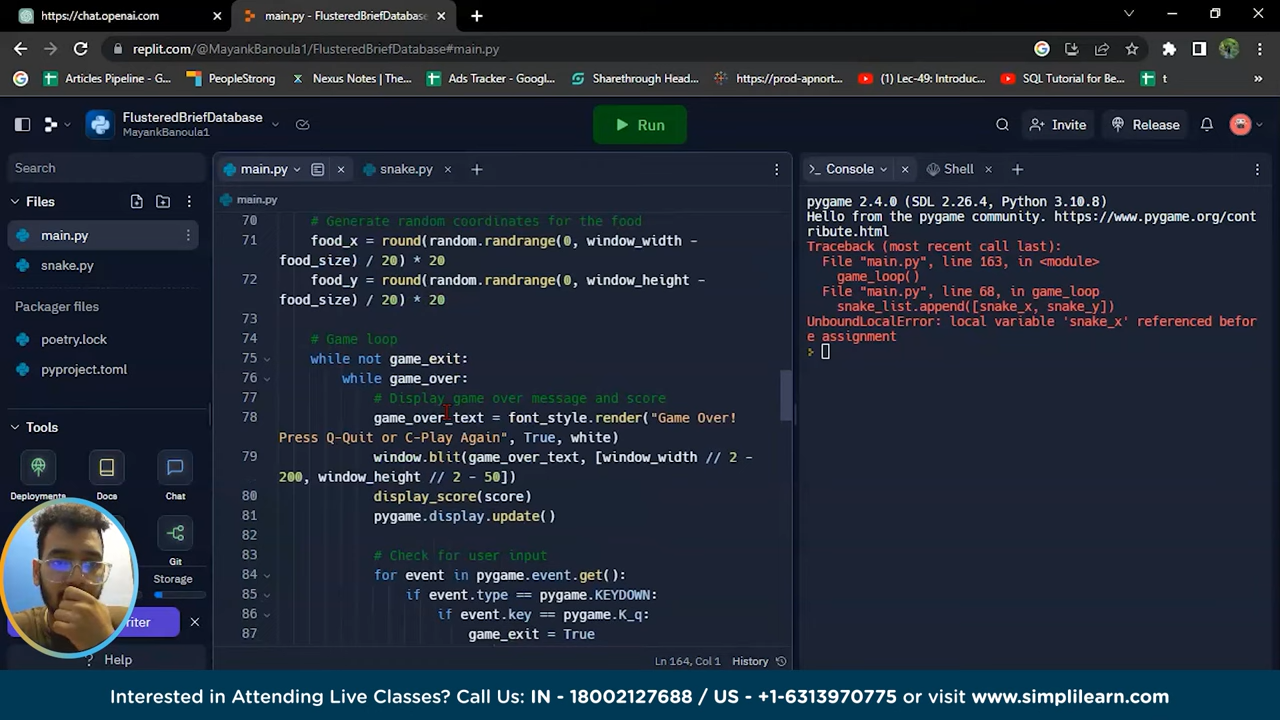 https://chat.openai.com
main.py - FlusteredBriefDatabase
replit.com/@MayankBanoula1/FlusteredBriefDatabase#main.py
Articles Pipeline - G...
PeopleStrong
Nexus Notes | The...
Ads Tracker - Googl...
Sharethrough Head...
https://prod-apnort...
(1) Lec-49: Introduc...
SQL Tutorial for Be...
t
»
FlusteredBriefDatabase
MayankBanoula1
Run
Invite
Release
Search
main.py
snake.py
Console
Shell
main.py
Files
main.py
snake.py
Packager files
poetry.lock
pyproject.toml
Tools
Deployments
Docs
Chat
Git
Storage
riter
Help
70 # Generate random coordinates for the food
71 food_x = round(random.randrange(0, window_width -
food_size) / 20) * 20
72 food_y = round(random.randrange(0, window_height -
food_size) / 20) * 20
73
74 # Game loop
75 while not game_exit:
76 while game_over:
77 # Display game over message and score
78 game_over_text = font_style.render("Game Over!
Press Q-Quit or C-Play Again", True, white)
79 window.blit(game_over_text, [window_width // 2 -
200, window_height // 2 - 50])
80 display_score(score)
81 pygame.display.update()
82
83 # Check for user input
84 for event in pygame.event.get():
85 if event.type == pygame.KEYDOWN:
86 if event.key == pygame.K_q:
87 game_exit = True
Ln 164, Col 1
History
pygame 2.4.0 (SDL 2.26.4, Python 3.10.8)
Hello from the pygame community. https://www.pygame.org/cont
ribute.html
Traceback (most recent call last):
File "main.py", line 163, in <module>
game_loop()
File "main.py", line 68, in game_loop
snake_list.append([snake_x, snake_y])
UnboundLocalError: local variable 'snake_x' referenced befor
e assignment
Interested in Attending Live Classes? Call Us: IN - 18002127688 / US - +1-6313970775 or visit www.simplilearn.com